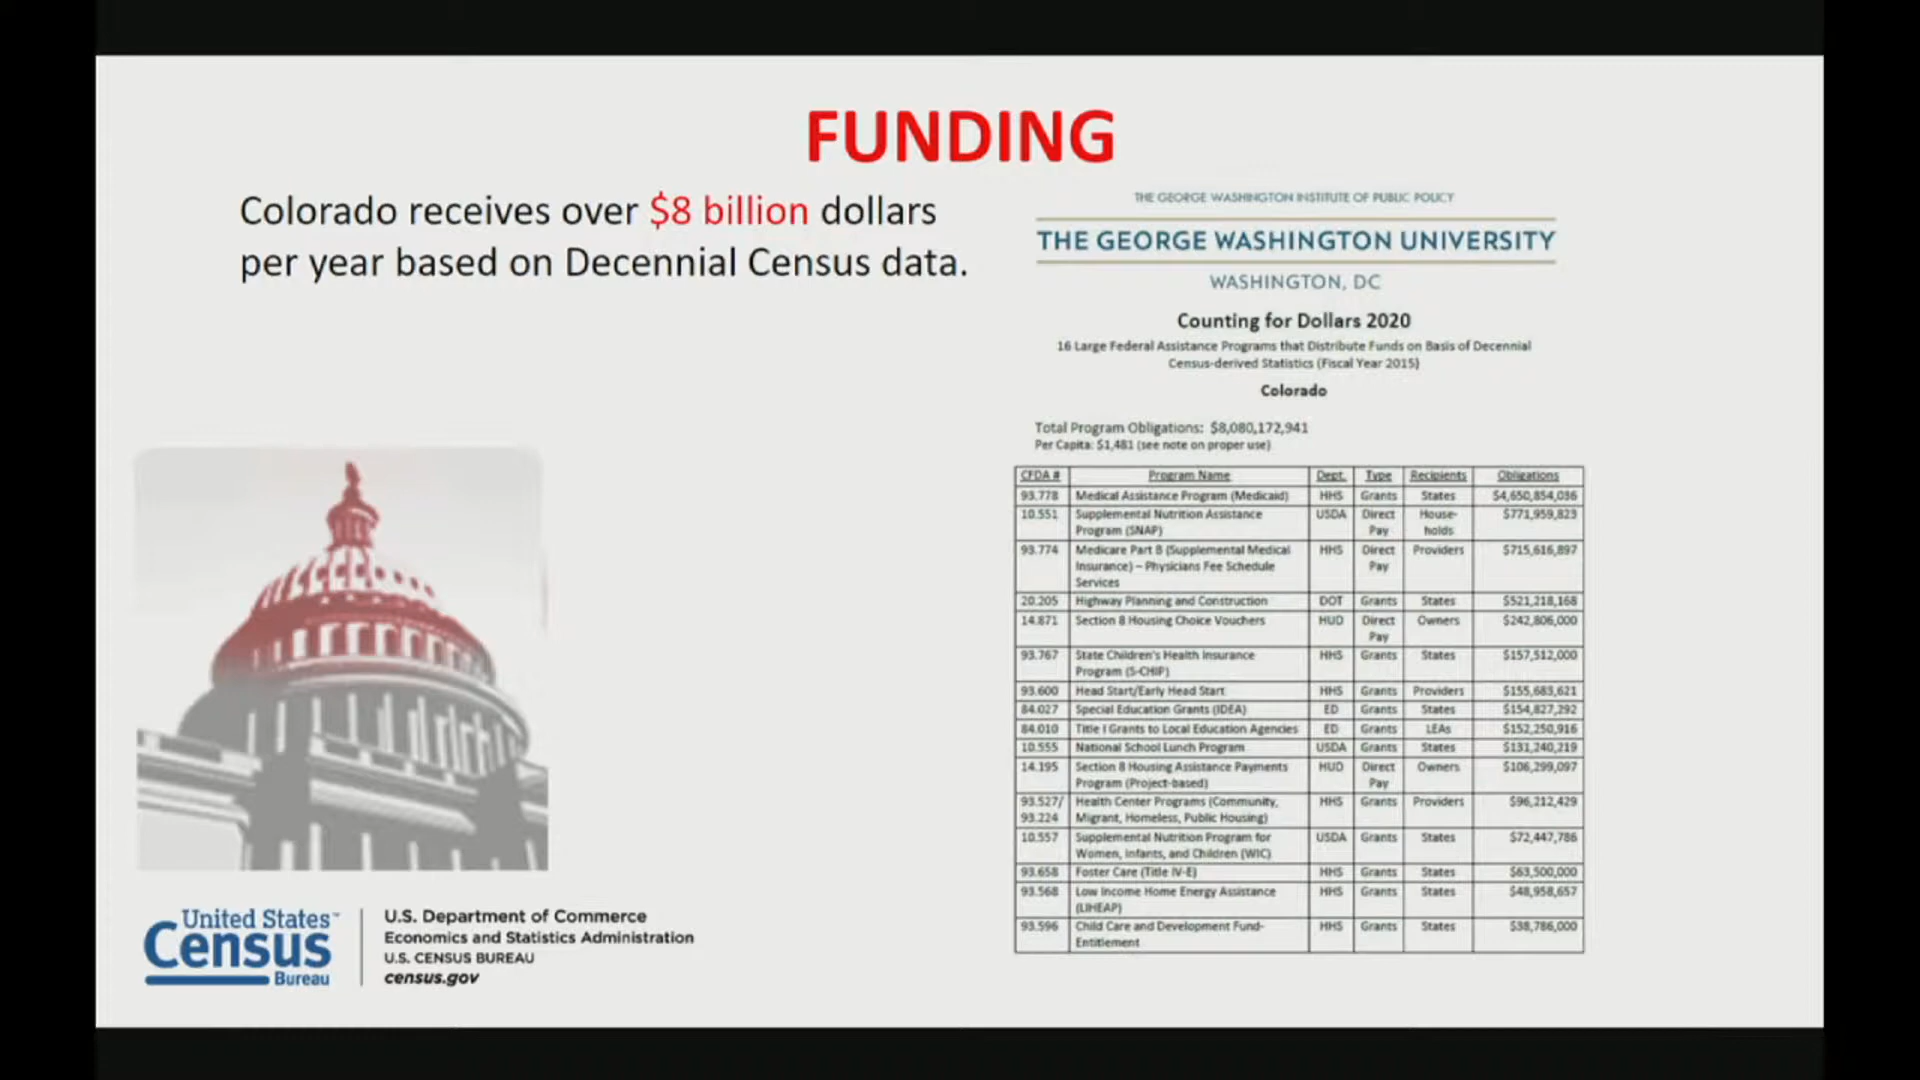 FUNDING
Colorado receives over $8 billion dollars
per year based on Decennial Census data.
THE GEORGE WASHINGTON INSTITUTE OF PUBLIC POLICY
THE GEORGE WASHINGTON UNIVERSITY
WASHINGTON, DC
Counting for Dollars 2020
16 Large Federal Assistance Programs that Distribute Funds on Basis of Decennial
Census-derived Statistics (Fiscal Year 2015)
Colorado
Total Program Obligations: $8,080,172,941
Per Capita: $1,481 (see note on proper use)
CFDA # Program Name Dept. Type Recipients Obligations
93.778 Medical Assistance Program (Medicaid) HHS Grants States $4,650,854,036
10.551 Supplemental Nutrition Assistance USDA Direct House- $771,959,823
Program (SNAP) Pay holds
93.774 Medicare Part B (Supplemental Medical HHS Direct Providers $715,616,897
Insurance) – Physicians Fee Schedule Pay
Services
20.205 Highway Planning and Construction DOT Grants States $521,218,168
14.871 Section 8 Housing Choice Vouchers HUD Direct Owners $242,806,000
Pay
93.767 State Children's Health Insurance HHS Grants States $157,512,000
Program (S-CHIP)
93.600 Head Start/Early Head Start HHS Grants Providers $155,683,621
84.027 Special Education Grants (IDEA) ED Grants States $154,827,292
84.010 Title I Grants to Local Education Agencies ED Grants LEAs $152,250,916
10.555 National School Lunch Program USDA Grants States $131,240,219
14.195 Section 8 Housing Assistance Payments HUD Direct Owners $106,299,097
Program (Project-based) Pay
93.527/ Health Center Programs (Community, HHS Grants Providers $96,212,429
93.224 Migrant, Homeless, Public Housing)
10.557 Supplemental Nutrition Program for USDA Grants States $72,447,786
Women, Infants, and Children (WIC)
93.658 Foster Care (Title IV-E) HHS Grants States $63,500,000
93.568 Low Income Home Energy Assistance HHS Grants States $48,958,657
(LIHEAP)
93.596 Child Care and Development Fund- HHS Grants States $38,786,000
Entitlement
United States™
Census
Bureau
U.S. Department of Commerce
Economics and Statistics Administration
U.S. CENSUS BUREAU
census.gov